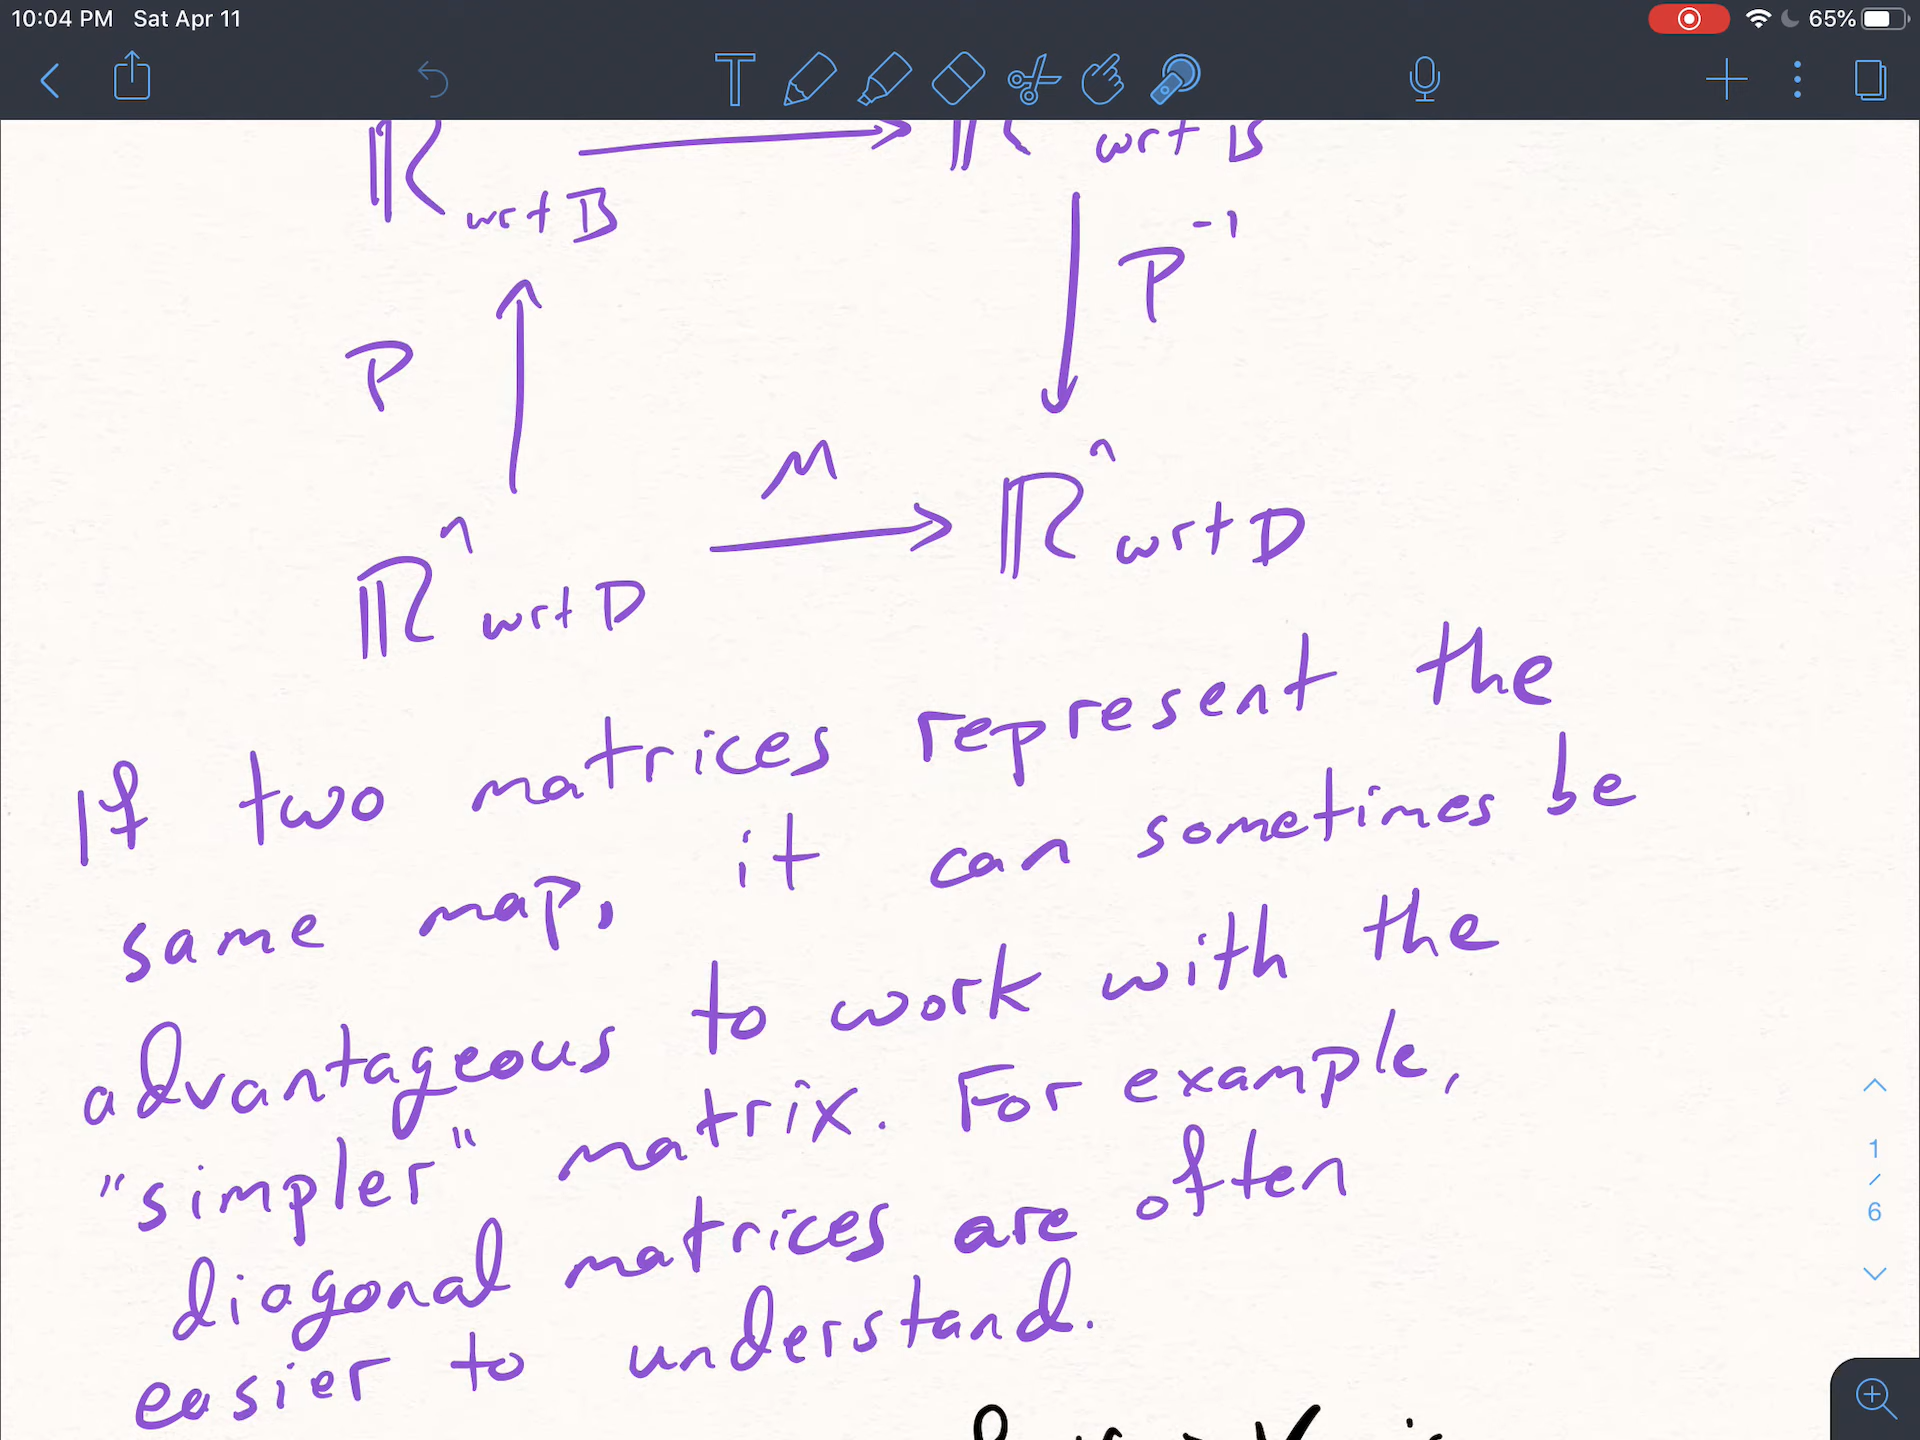 10:04 PM Sat Apr 11
65%
T
ℝ wrt B
ℝ wrt B
P
P⁻¹
M
ℝⁿ wrt D
ℝⁿ wrt D
If two matrices represent the
same map, it can sometimes be
advantageous to work with the
"simpler" matrix. For example,
diagonal matrices are often
easier to understand.
1
/
6